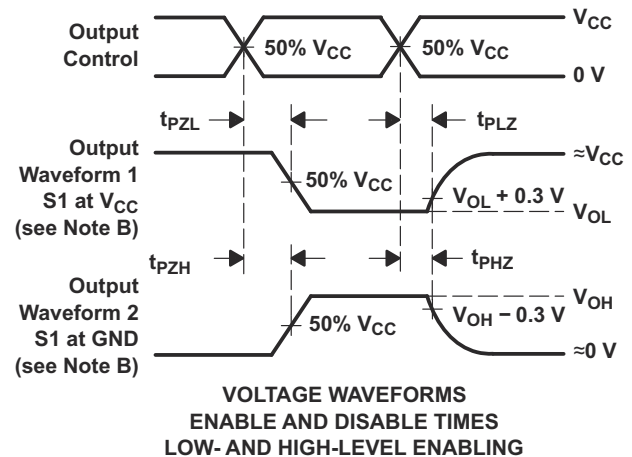 Output
Control
50% VCC
50% VCC
VCC
0 V
tPZL
tPLZ
Output
Waveform 1
S1 at VCC
(see Note B)
50% VCC
≈VCC
VOL + 0.3 V
VOL
tPZH
tPHZ
Output
Waveform 2
S1 at GND
(see Note B)
50% VCC
VOH
VOH − 0.3 V
≈0 V
VOLTAGE WAVEFORMS
ENABLE AND DISABLE TIMES
LOW- AND HIGH-LEVEL ENABLING